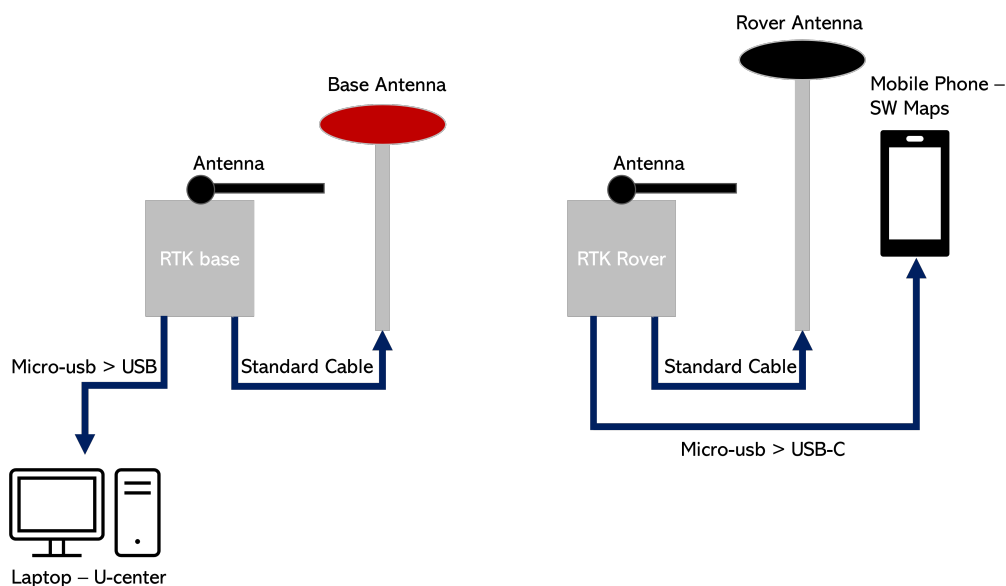 Rover Antenna
Base Antenna
Mobile Phone –
SW Maps
Antenna
Antenna
RTK base
RTK Rover
Micro-usb > USB
Standard Cable
Standard Cable
Micro-usb > USB-C
Laptop – U-center